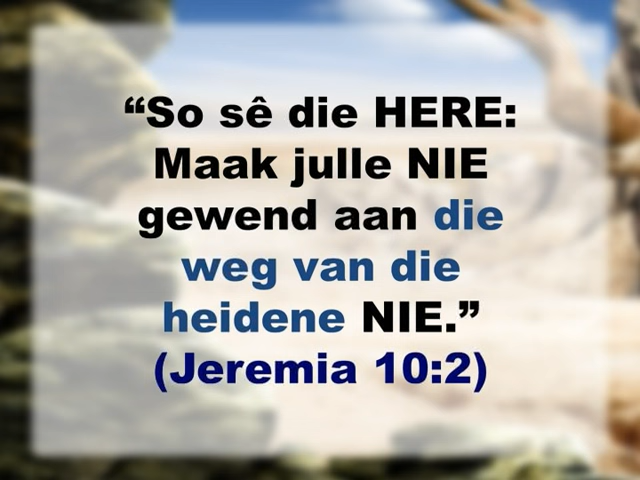 “So sê die HERE:
Maak julle NIE
gewend aan die
weg van die
heidene NIE.”
(Jeremia 10:2)